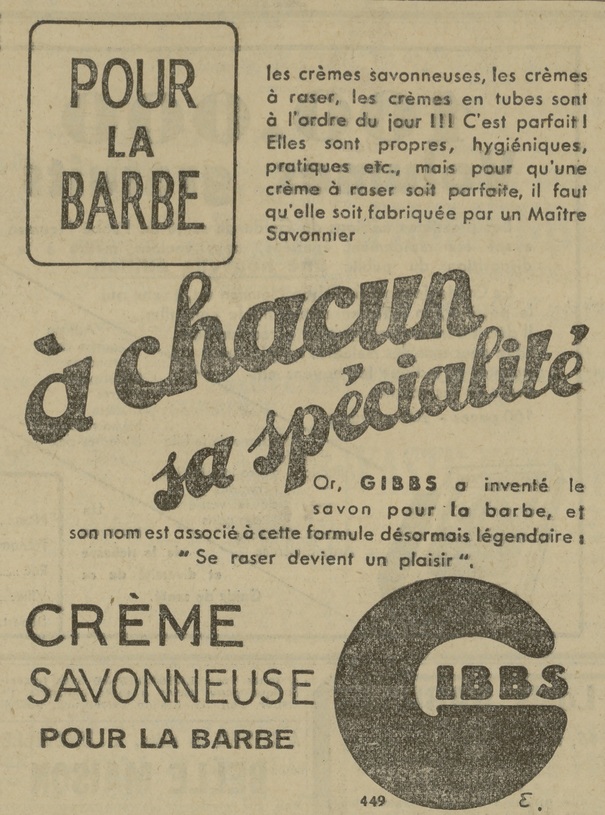 POUR
LA
BARBE
les crèmes savonneuses, les crèmes
à raser, les crèmes en tubes sont
à l'ordre du jour !!! C'est parfait !
Elles sont propres, hygiéniques,
pratiques etc., mais pour qu'une
crème à raser soit parfaite, il faut
qu'elle soit fabriquée par un Maître
Savonnier
à chacun
sa spécialité
Or, GIBBS a inventé le
savon pour la barbe, et
son nom est associé à cette formule désormais légendaire :
" Se raser devient un plaisir ".
CRÈME
SAVONNEUSE
POUR LA BARBE
GIBBS
449
E.